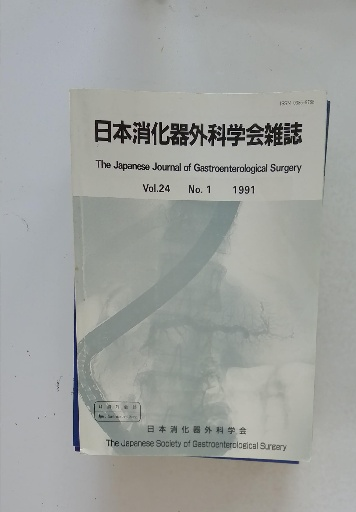 日本消化器外科学会雑誌
The Japanese Journal of Gastroenterological Surgery
Vol.24 No. 1 1991
日本消化器外科学会
The Japanese Society of Gastroenterological Surgery